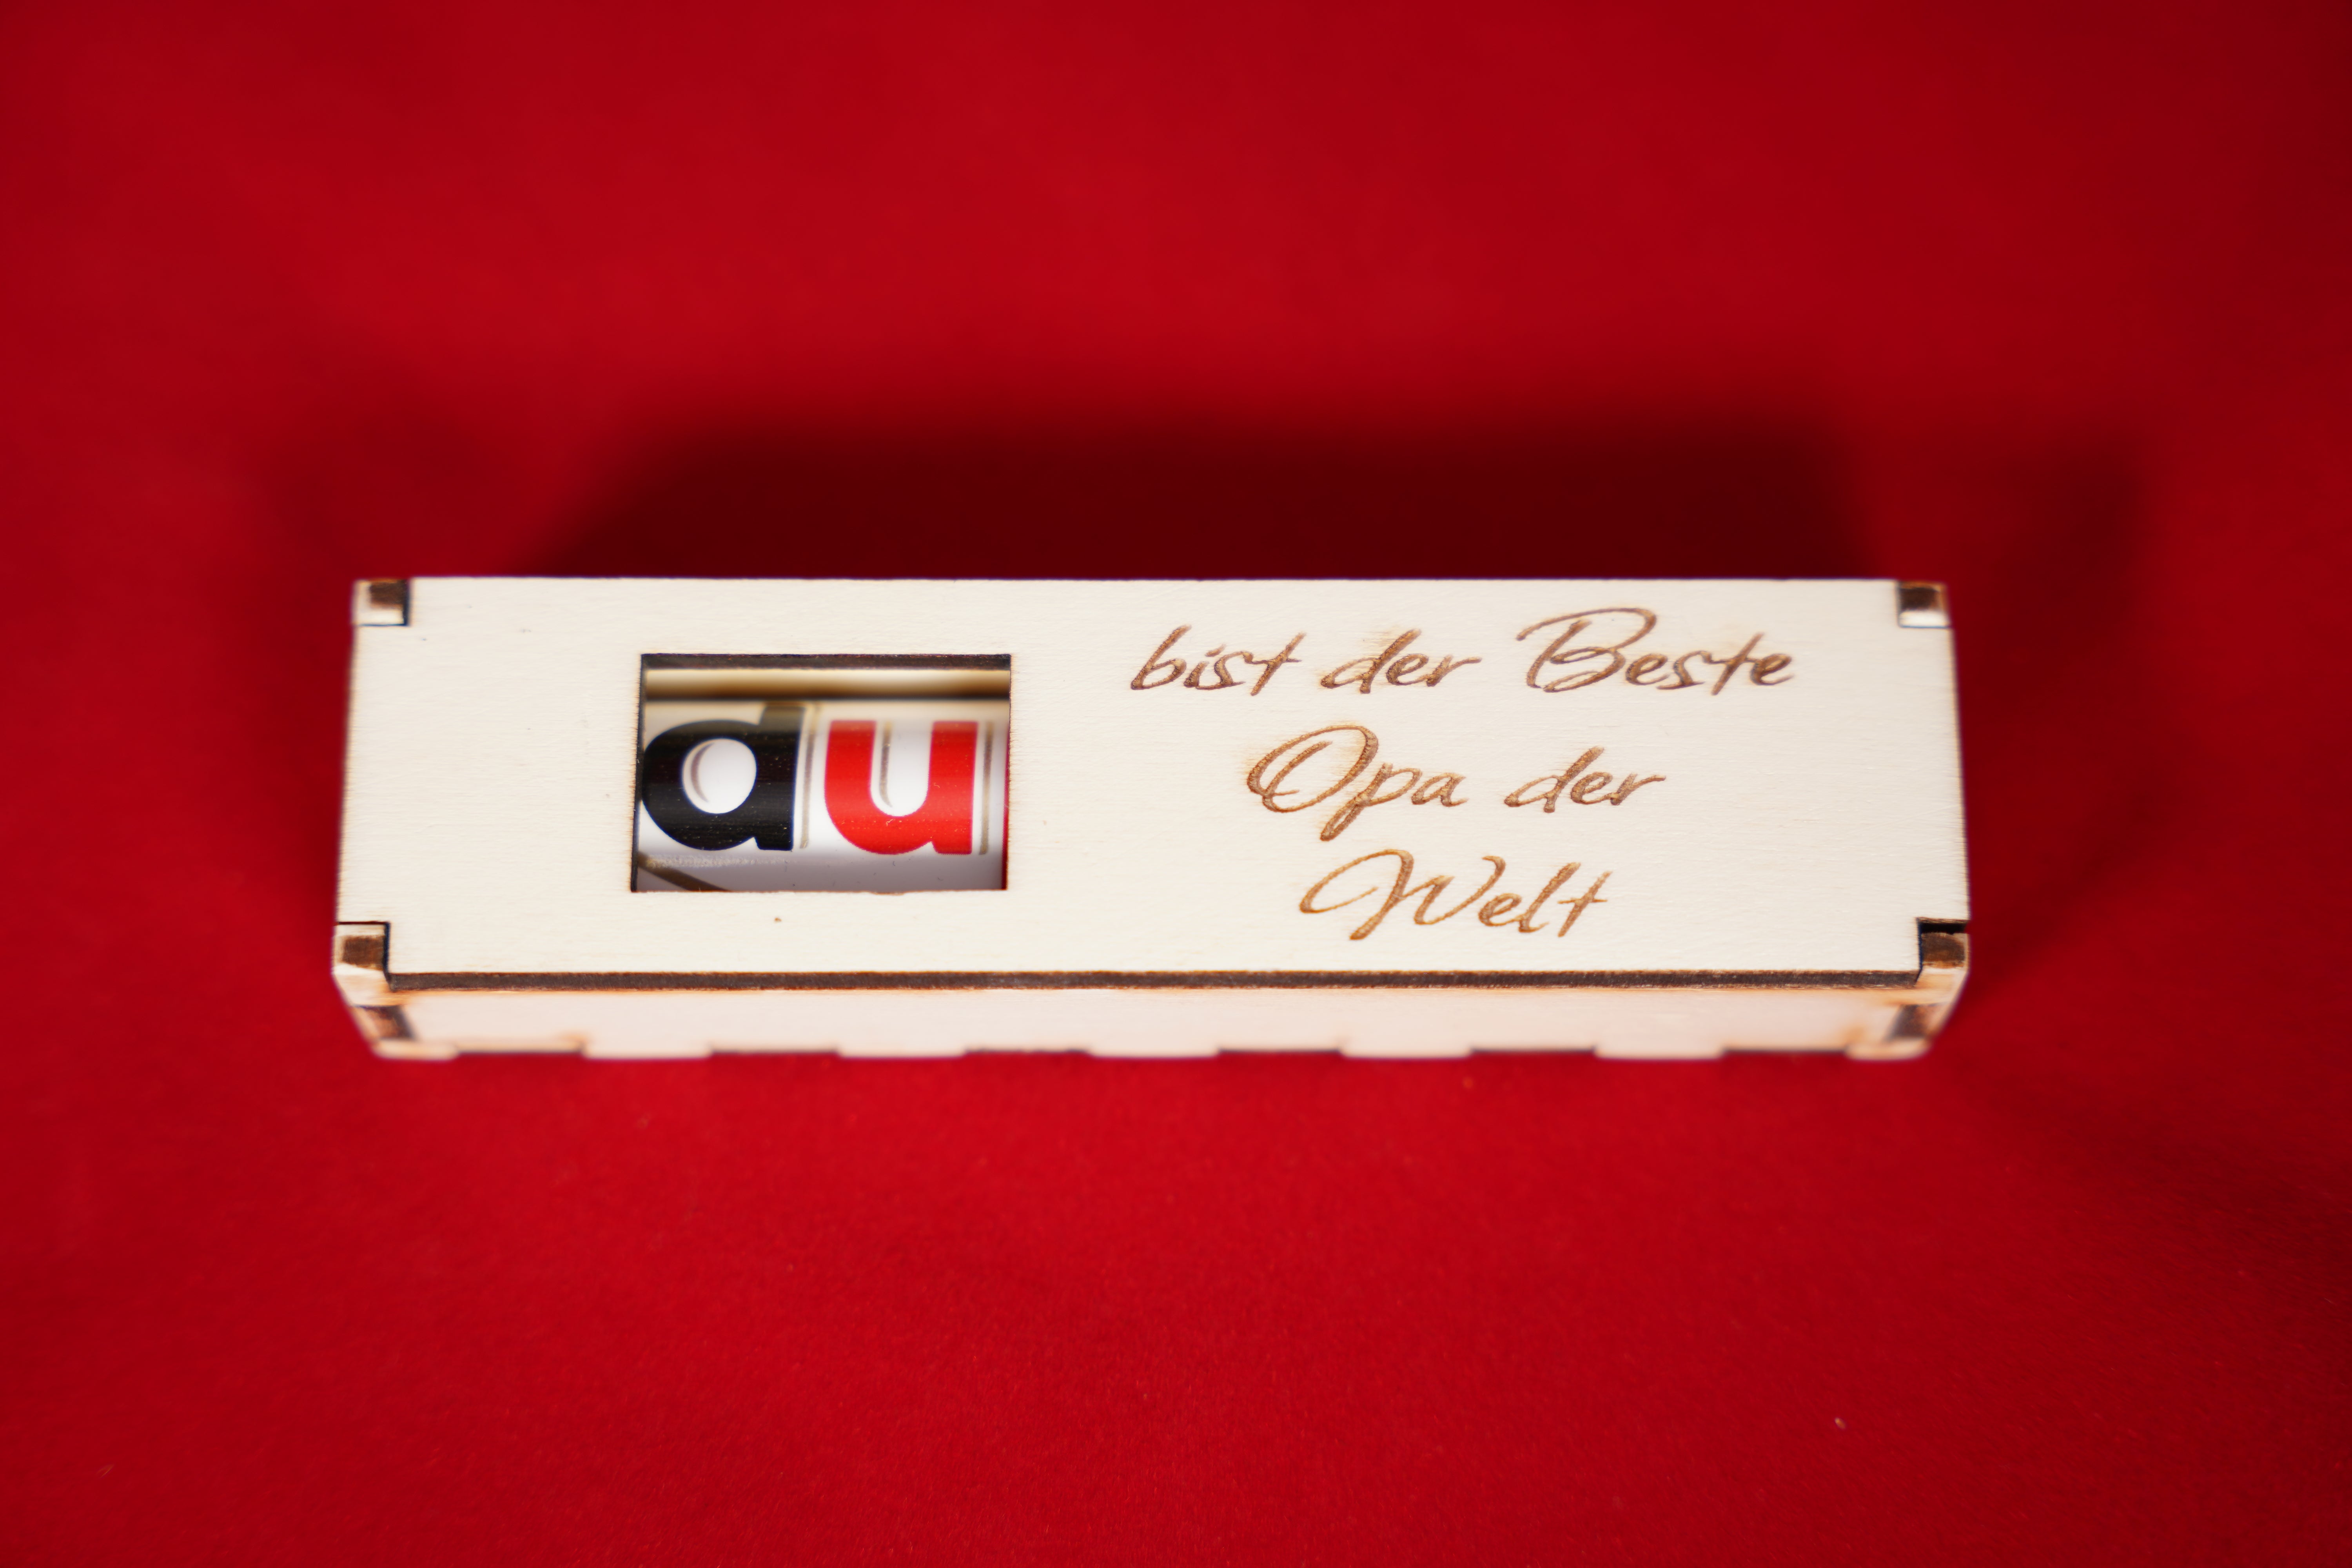 du
bist der Beste
Opa der
Welt